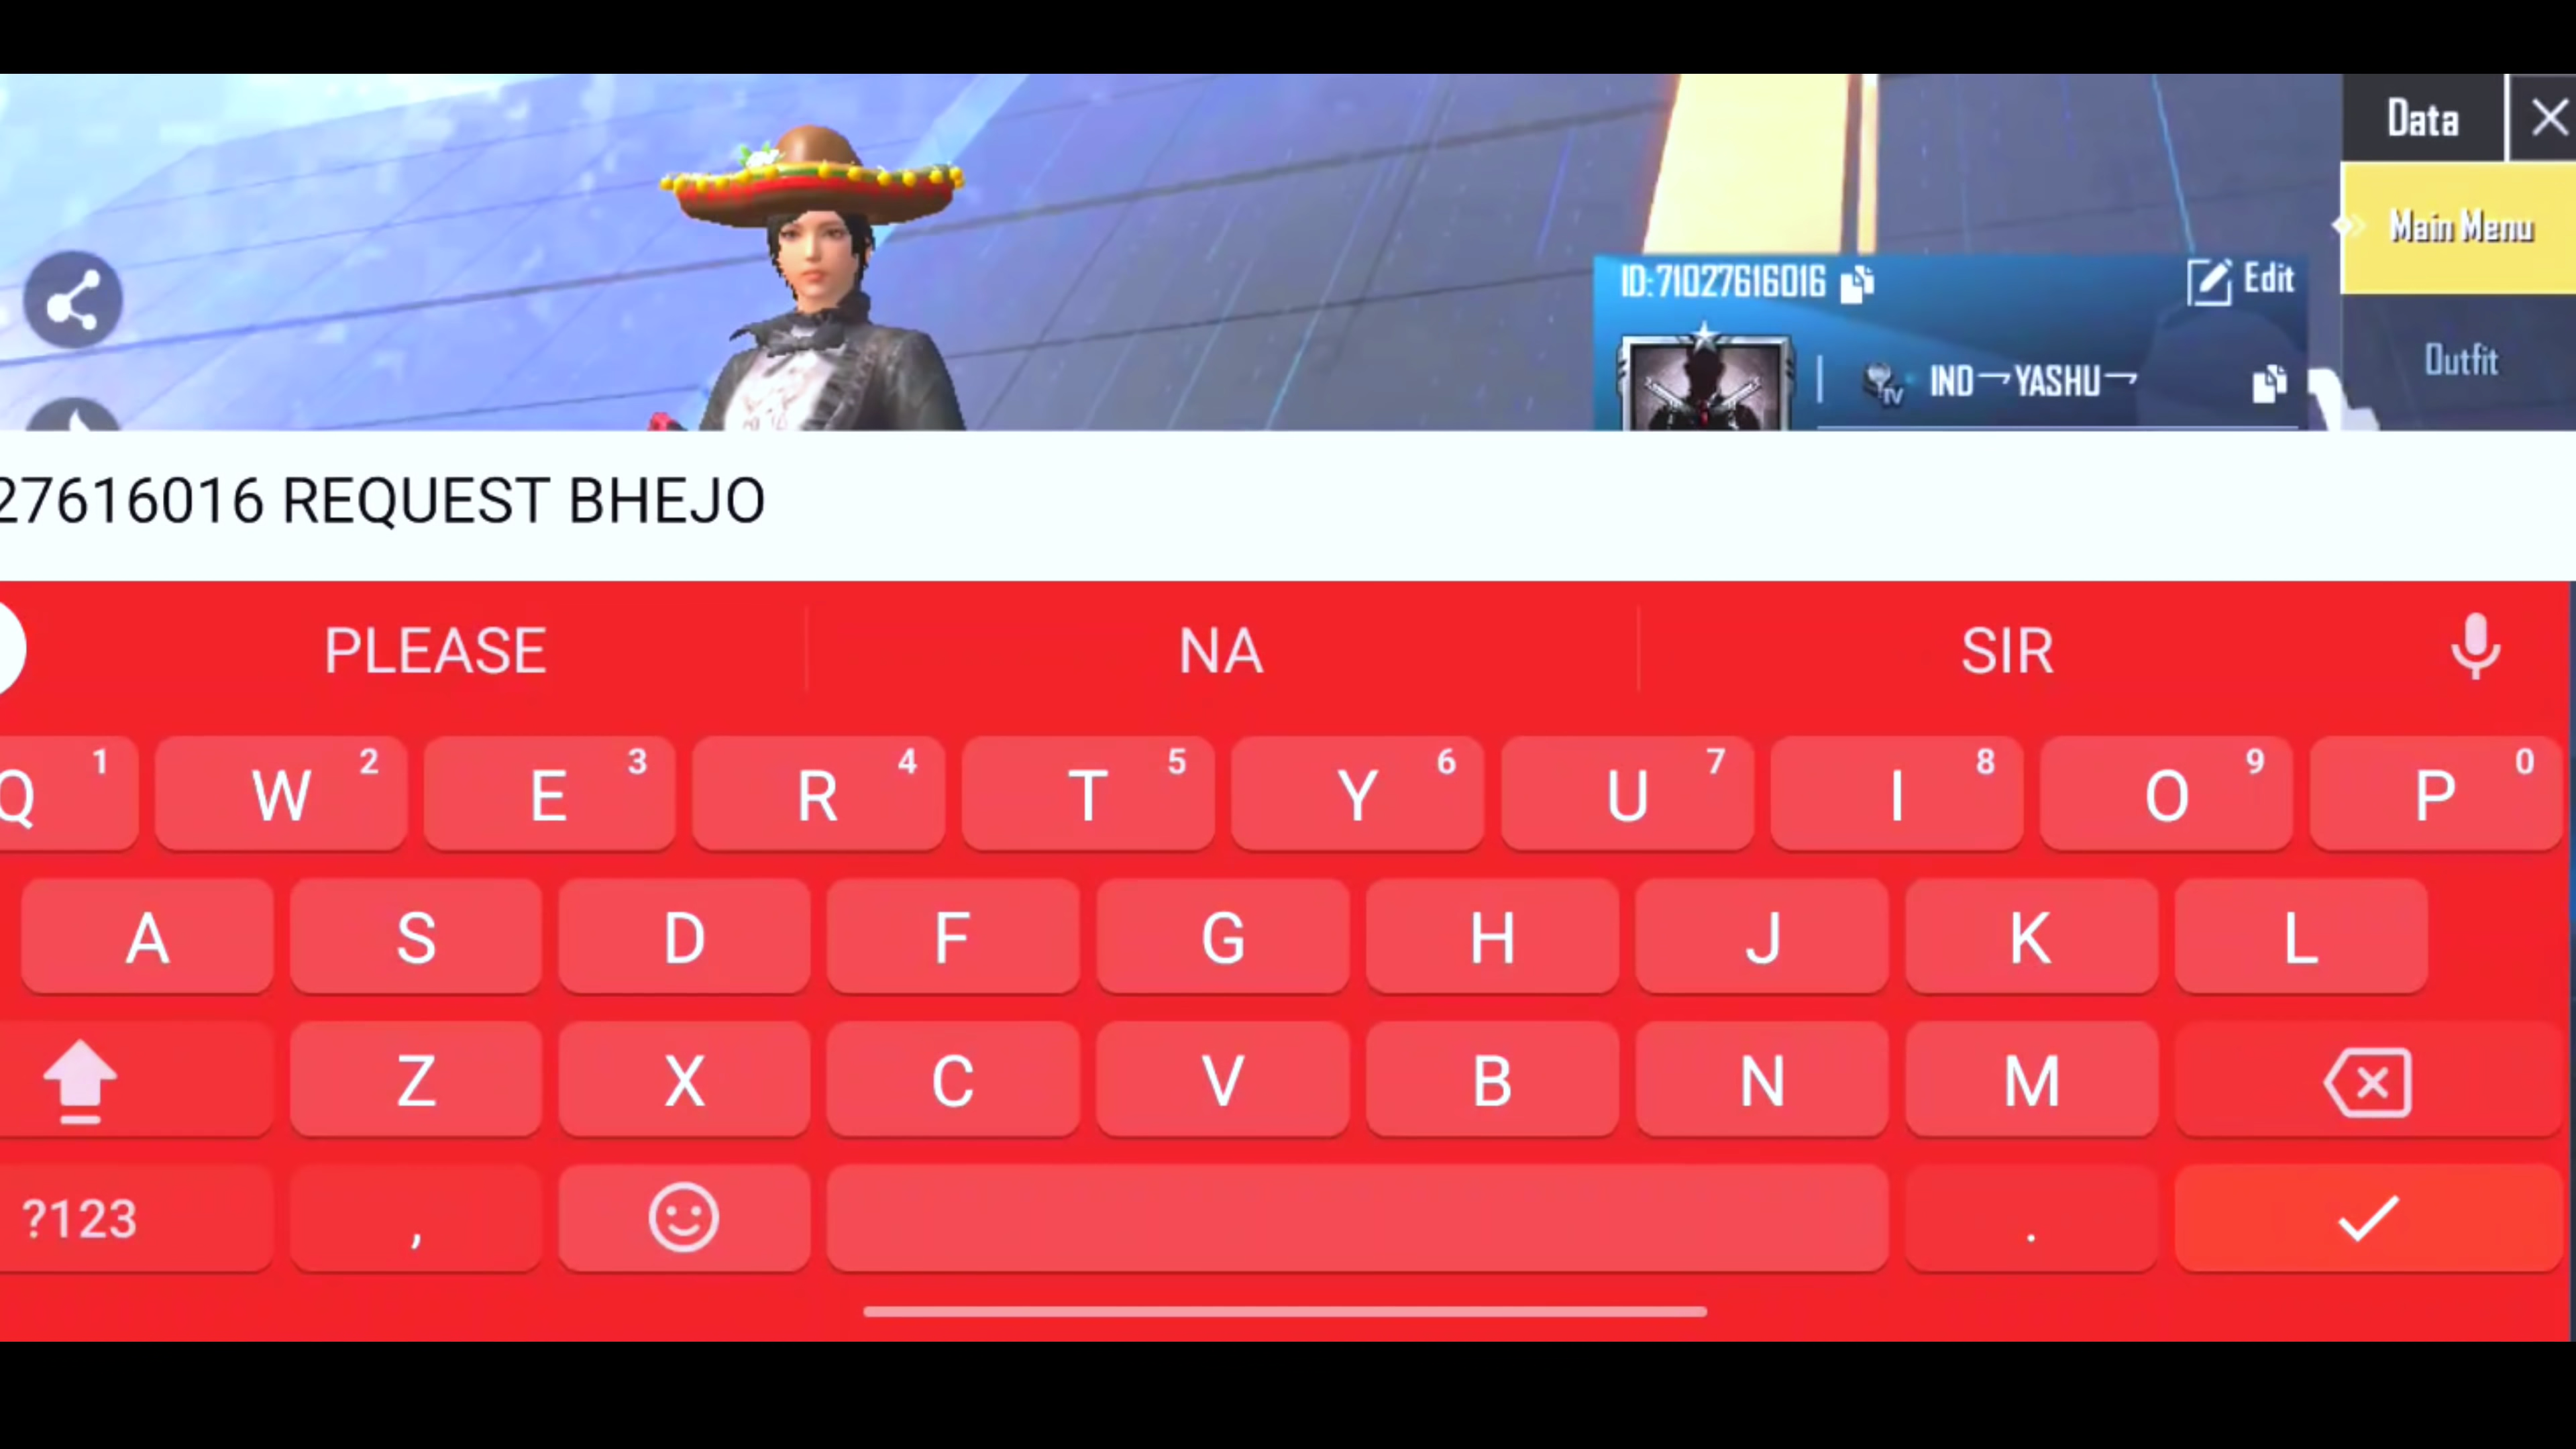 Data
Main Menu
ID:71027616016
Edit
IV
IND￢YASHU￢
Outfit
27616016 REQUEST BHEJO
PLEASE NA SIR
Q 1 W 2 E 3 R 4 T 5 Y 6 U 7 I 8 O 9 P 0
A S D F G H J K L
Z X C V B N M
?123 , .